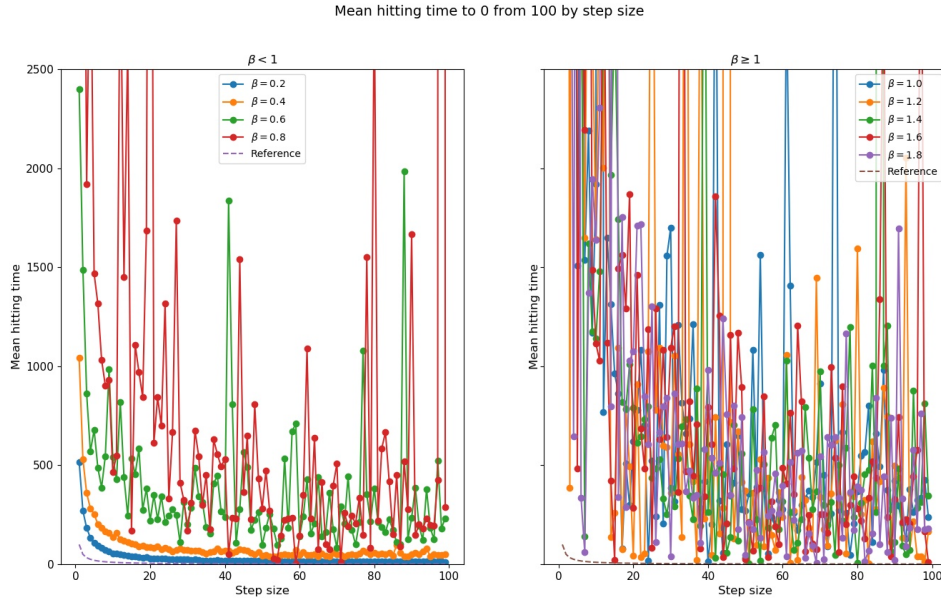 Mean hitting time to 0 from 100 by step size
β < 1
2500
2000
1500
1000
500
0
Mean hitting time
0
20
40
60
80
100
Step size
β = 0.2
β = 0.4
β = 0.6
β = 0.8
Reference
β ≥ 1
Mean hitting time
0
20
40
60
80
100
Step size
β = 1.0
β = 1.2
β = 1.4
β = 1.6
β = 1.8
Reference